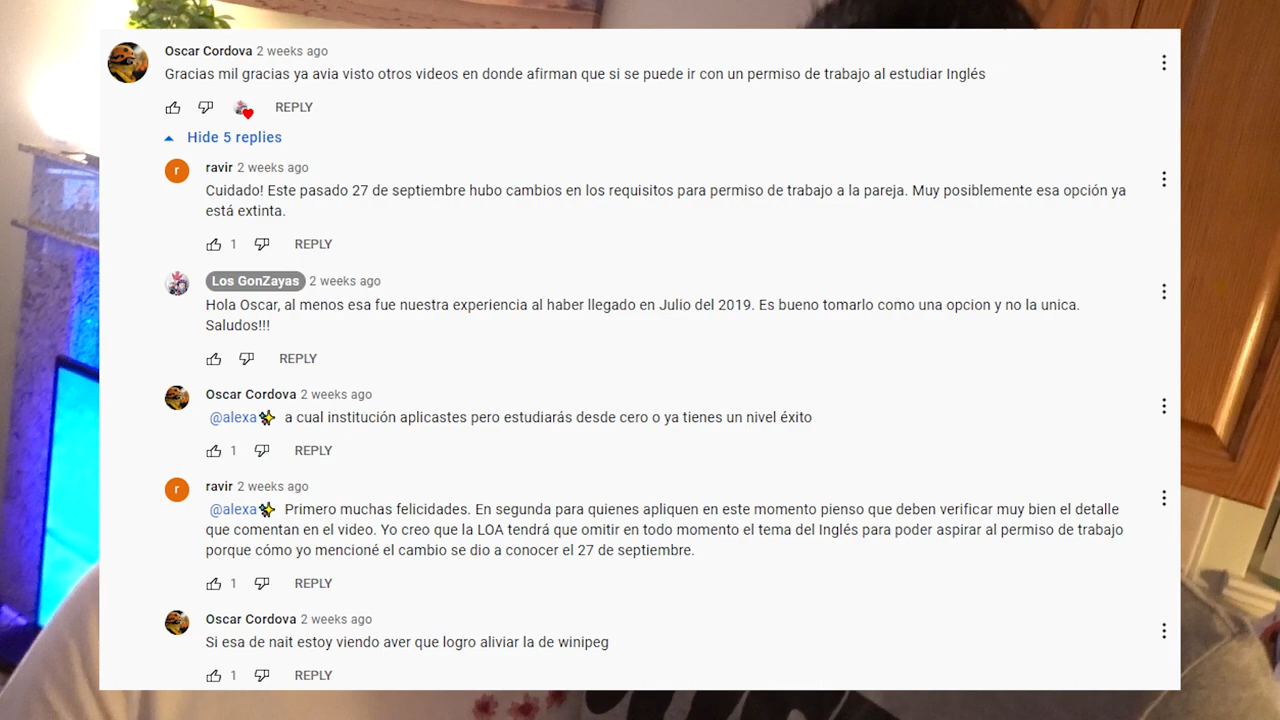 Oscar Cordova 2 weeks ago
Gracias mil gracias ya avia visto otros videos en donde afirman que si se puede ir con un permiso de trabajo al estudiar Inglés
REPLY
Hide 5 replies
r
ravir 2 weeks ago
Cuidado! Este pasado 27 de septiembre hubo cambios en los requisitos para permiso de trabajo a la pareja. Muy posiblemente esa opción ya
está extinta.
1 REPLY
Los GonZayas 2 weeks ago
Hola Oscar, al menos esa fue nuestra experiencia al haber llegado en Julio del 2019. Es bueno tomarlo como una opcion y no la unica.
Saludos!!!
REPLY
Oscar Cordova 2 weeks ago
@alexa✨ a cual institución aplicastes pero estudiarás desde cero o ya tienes un nivel éxito
1 REPLY
r
ravir 2 weeks ago
@alexa✨ Primero muchas felicidades. En segunda para quienes apliquen en este momento pienso que deben verificar muy bien el detalle
que comentan en el video. Yo creo que la LOA tendrá que omitir en todo momento el tema del Inglés para poder aspirar al permiso de trabajo
porque cómo yo mencioné el cambio se dio a conocer el 27 de septiembre.
1 REPLY
Oscar Cordova 2 weeks ago
Si esa de nait estoy viendo aver que logro aliviar la de winipeg
1 REPLY